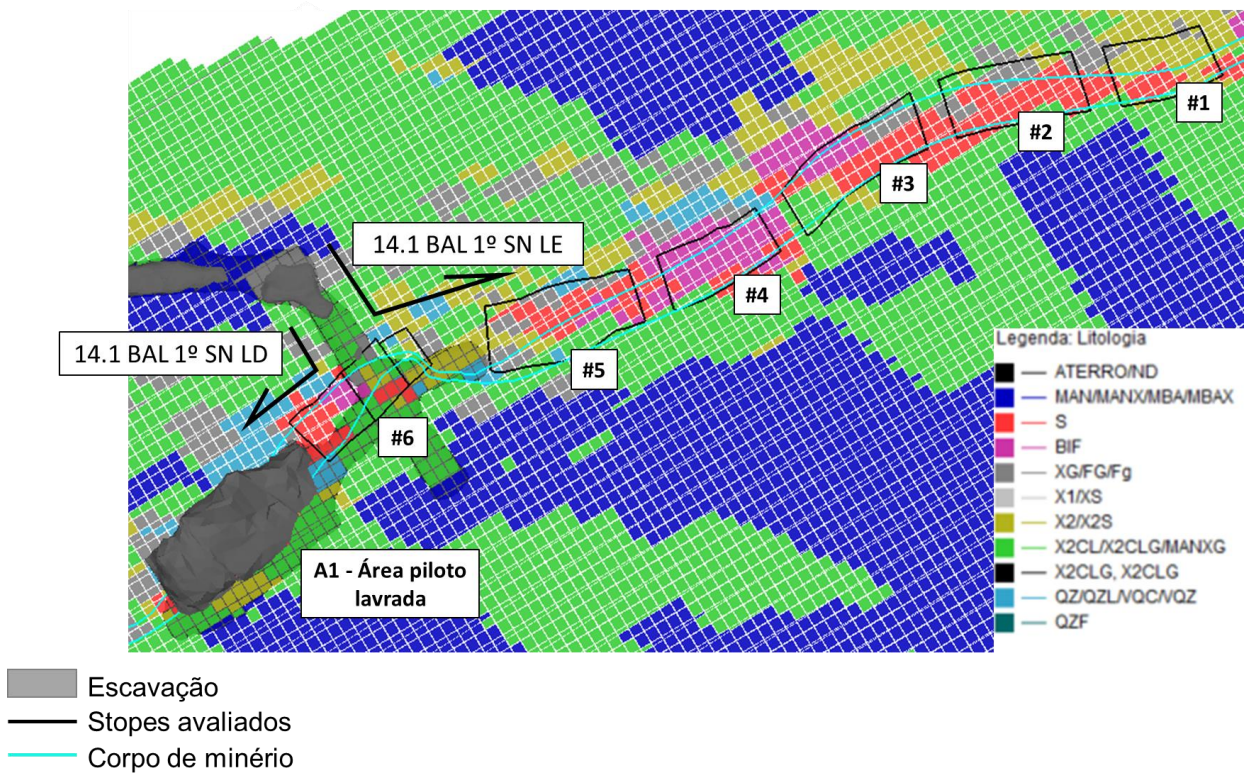 #1
#2
#3
14.1 BAL 1º SN LE
#4
14.1 BAL 1º SN LD
#5
#6
A1 - Área piloto
lavrada
Legenda: Litologia
ATERRO/ND
MAN/MANX/MBA/MBAX
S
BIF
XG/FG/Fg
X1/XS
X2/X2S
X2CL/X2CLG/MANXG
X2CLG, X2CLG
QZ/QZL/VQC/VQZ
QZF
Escavação
Stopes avaliados
Corpo de minério